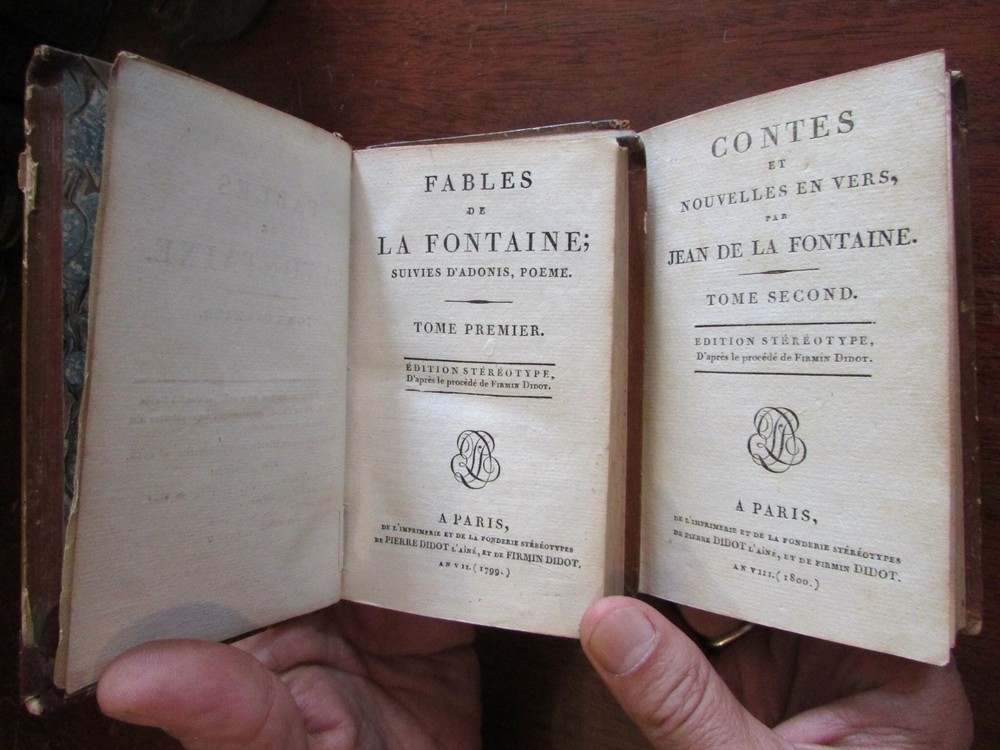 FABLES
DE
LA FONTAINE;
SUIVIES D'ADONIS, POEME.
TOME PREMIER.
ÉDITION STÉRÉOTYPE,
D'après le procédé de FIRMIN DIDOT.
A PARIS,
DE L'IMPRIMERIE ET DE LA FONDERIE STÉRÉOTYPES
DE PIERRE DIDOT L'AÎNÉ, ET DE FIRMIN DIDOT.
AN VII. (1799.)
CONTES
ET
NOUVELLES EN VERS,
PAR
JEAN DE LA FONTAINE.
TOME SECOND.
EDITION STÉRÉOTYPE,
D'après le procédé de FIRMIN DIDOT.
A PARIS,
DE L'IMPRIMERIE ET DE LA FONDERIE STÉRÉOTYPES
DE PIERRE DIDOT L'AÎNÉ, ET DE FIRMIN DIDOT.
AN VIII. (1800.)